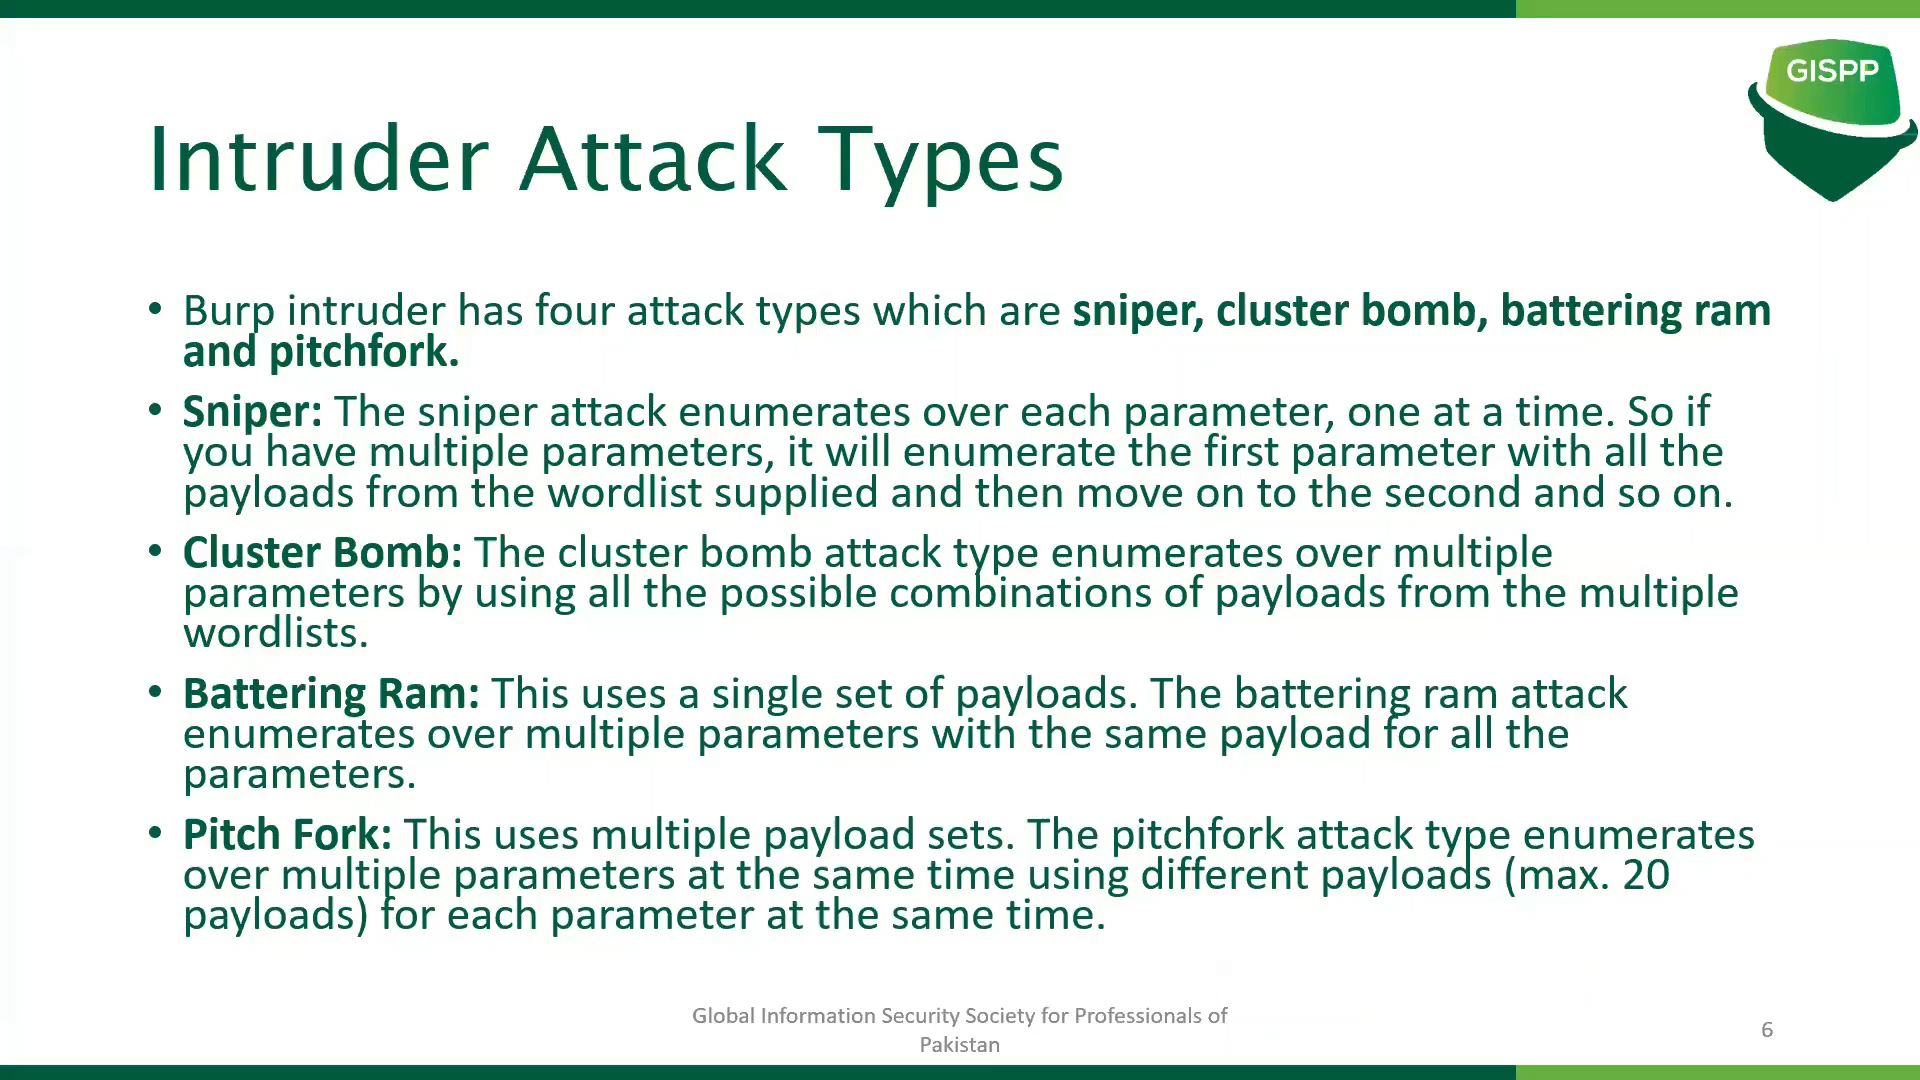 GISPP
Intruder Attack Types
• Burp intruder has four attack types which are sniper, cluster bomb, battering ram
and pitchfork.
• Sniper: The sniper attack enumerates over each parameter, one at a time. So if
you have multiple parameters, it will enumerate the first parameter with all the
payloads from the wordlist supplied and then move on to the second and so on.
• Cluster Bomb: The cluster bomb attack type enumerates over multiple
parameters by using all the possible combinations of payloads from the multiple
wordlists.
• Battering Ram: This uses a single set of payloads. The battering ram attack
enumerates over multiple parameters with the same payload for all the
parameters.
• Pitch Fork: This uses multiple payload sets. The pitchfork attack type enumerates
over multiple parameters at the same time using different payloads (max. 20
payloads) for each parameter at the same time.
Global Information Security Society for Professionals of
Pakistan
6